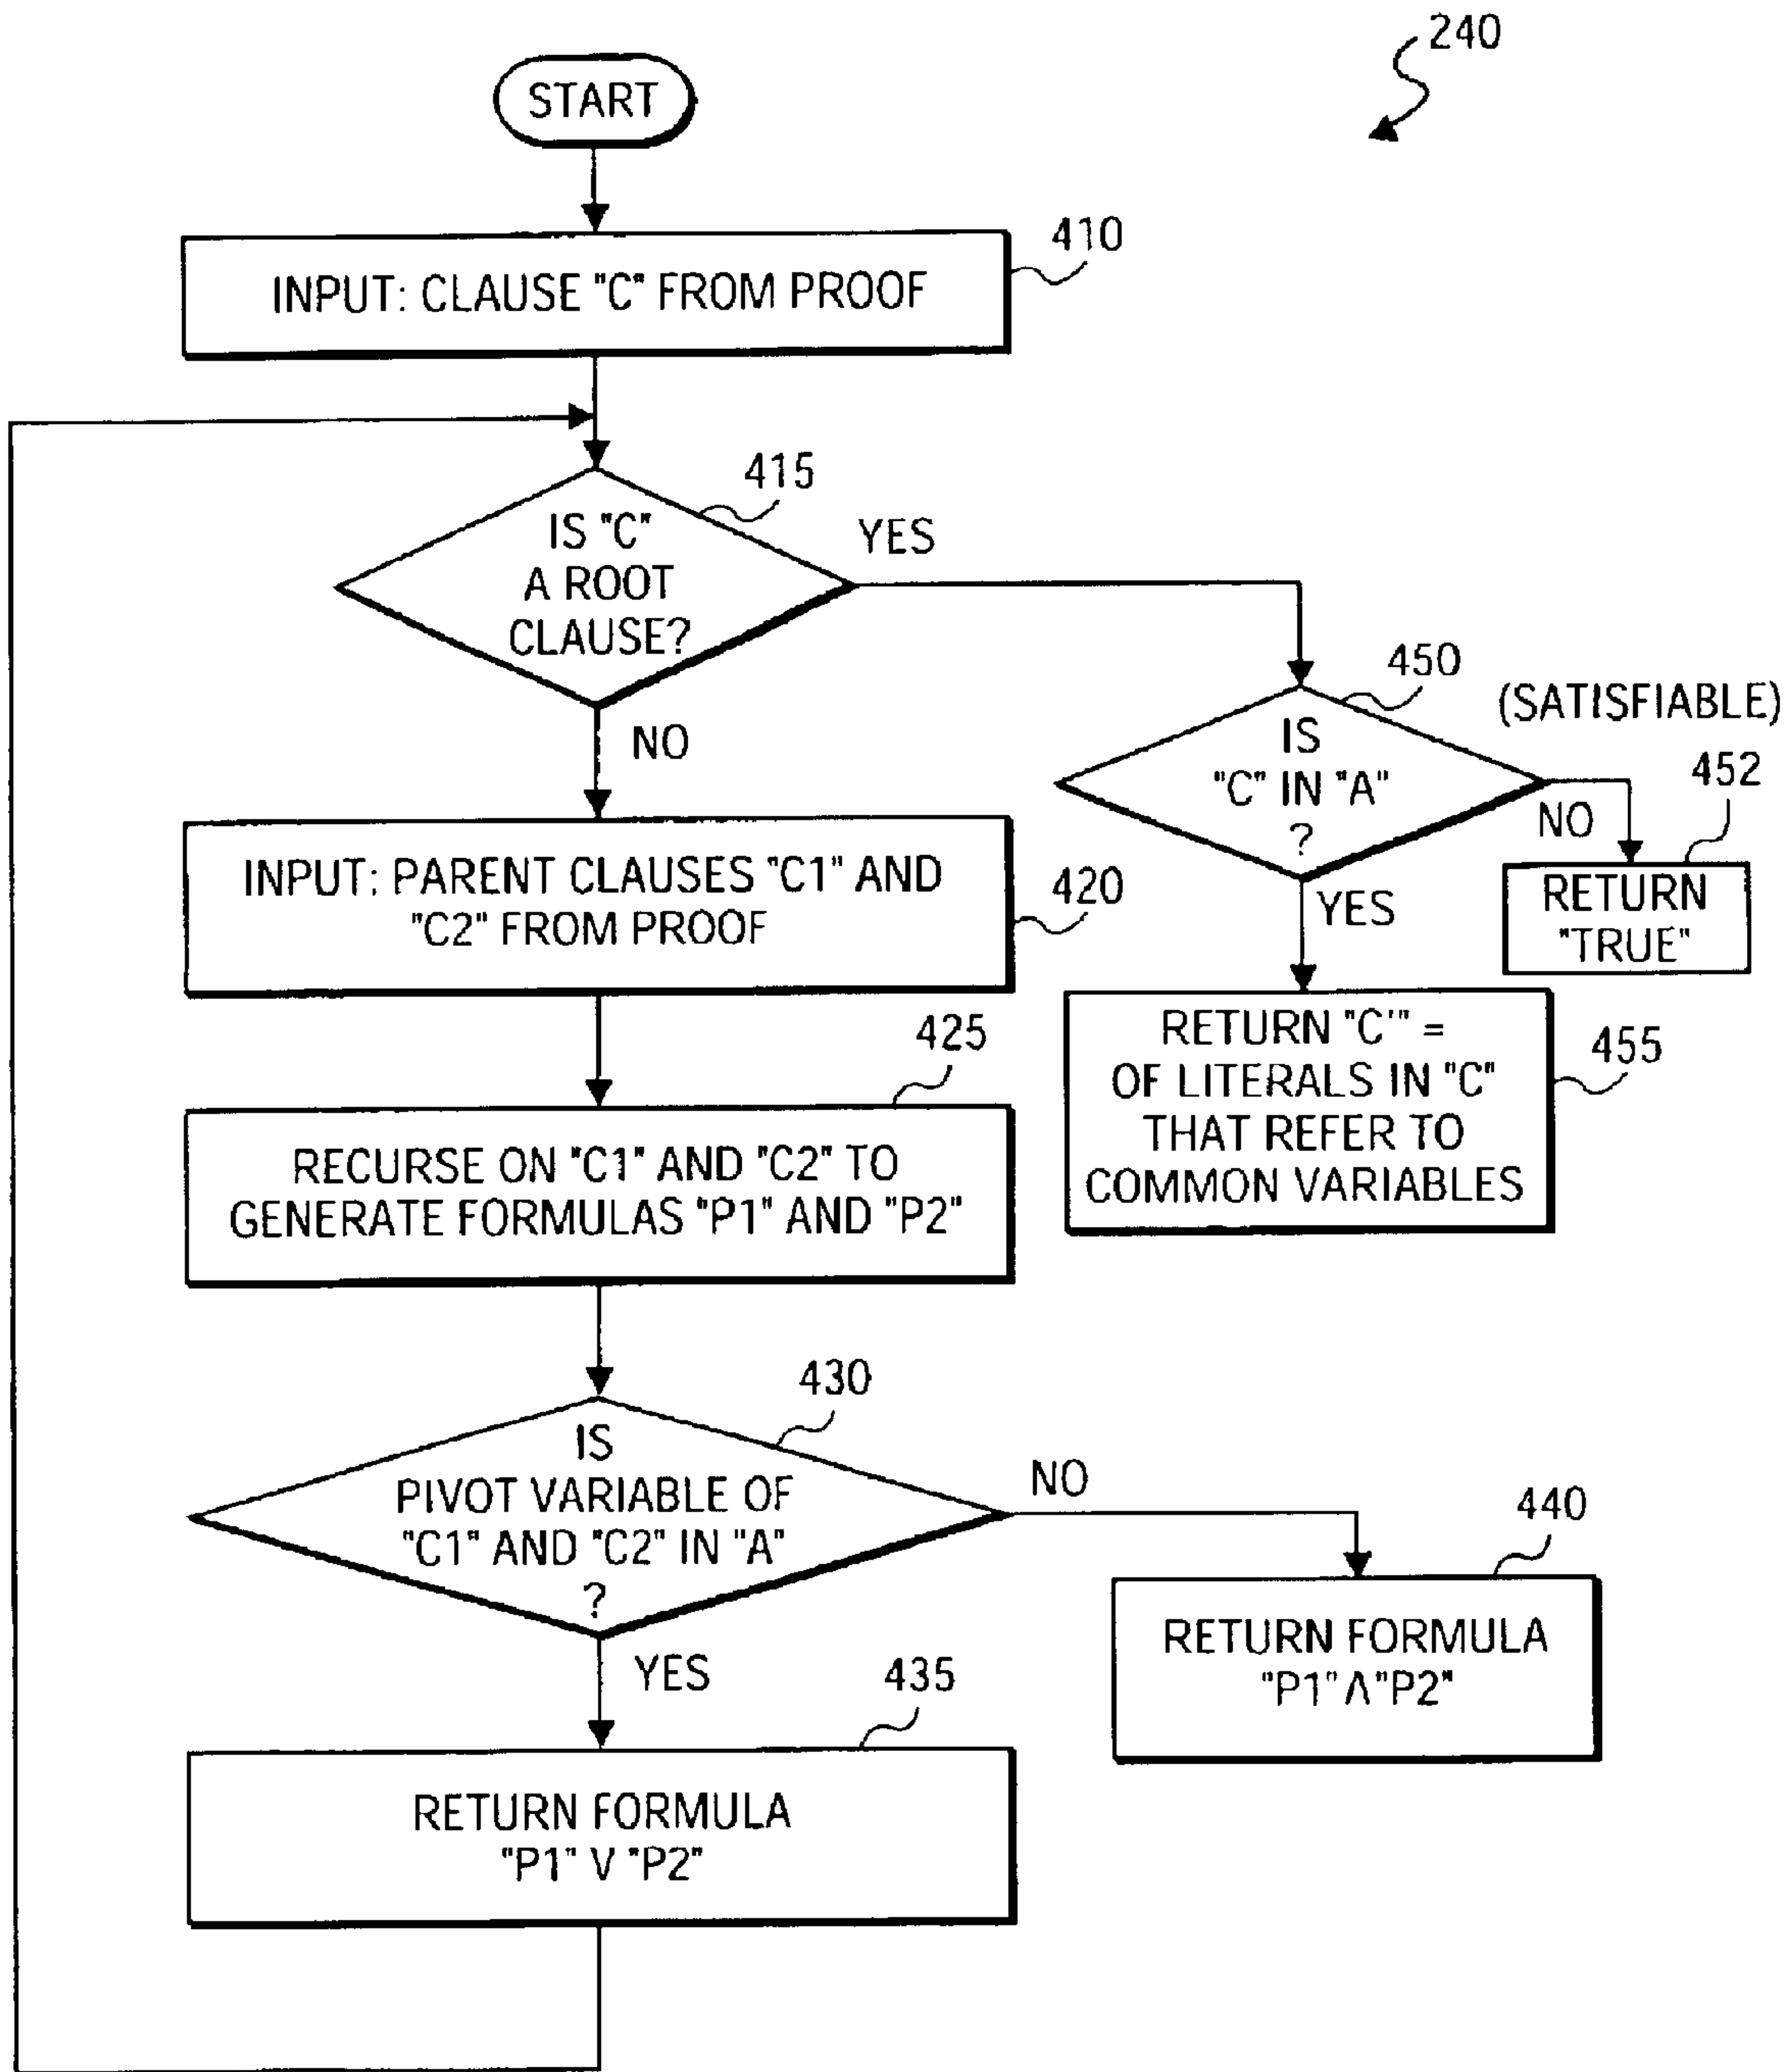 240
START
410
INPUT: CLAUSE "C" FROM PROOF
415
IS "C"
A ROOT
CLAUSE?
YES
NO
450
(SATISFIABLE)
IS
"C" IN "A"
?
NO
452
YES
RETURN
"TRUE"
INPUT: PARENT CLAUSES "C1" AND
"C2" FROM PROOF
420
RETURN "C'" =
OF LITERALS IN "C"
THAT REFER TO
COMMON VARIABLES
455
425
RECURSE ON "C1" AND "C2" TO
GENERATE FORMULAS "P1" AND "P2"
430
IS
PIVOT VARIABLE OF
"C1" AND "C2" IN "A"
?
NO
440
RETURN FORMULA
"P1" Λ "P2"
YES
435
RETURN FORMULA
"P1" V "P2"